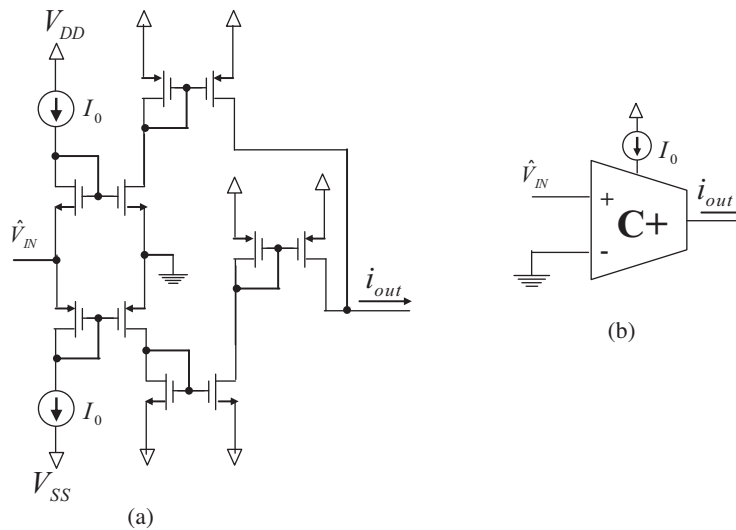 V_DD
I_0
V̂_IN
i_out
I_0
V_SS
(a)
I_0
V̂_IN
+
C+
-
i_out
(b)